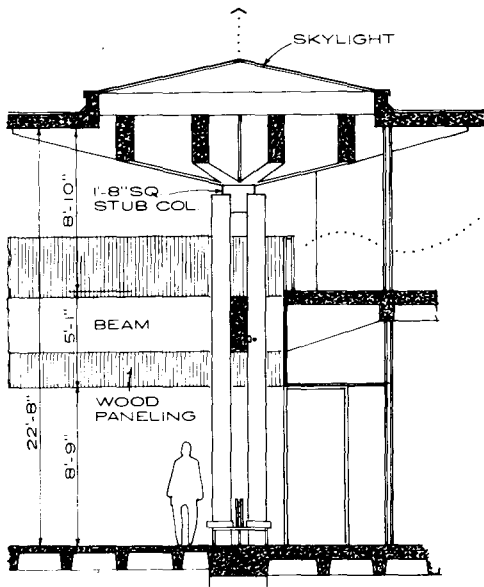 SKYLIGHT
1'-8" SQ
STUB COL.
8'-10"
5'-1"
BEAM
WOOD
PANELING
22'-8"
8'-9"